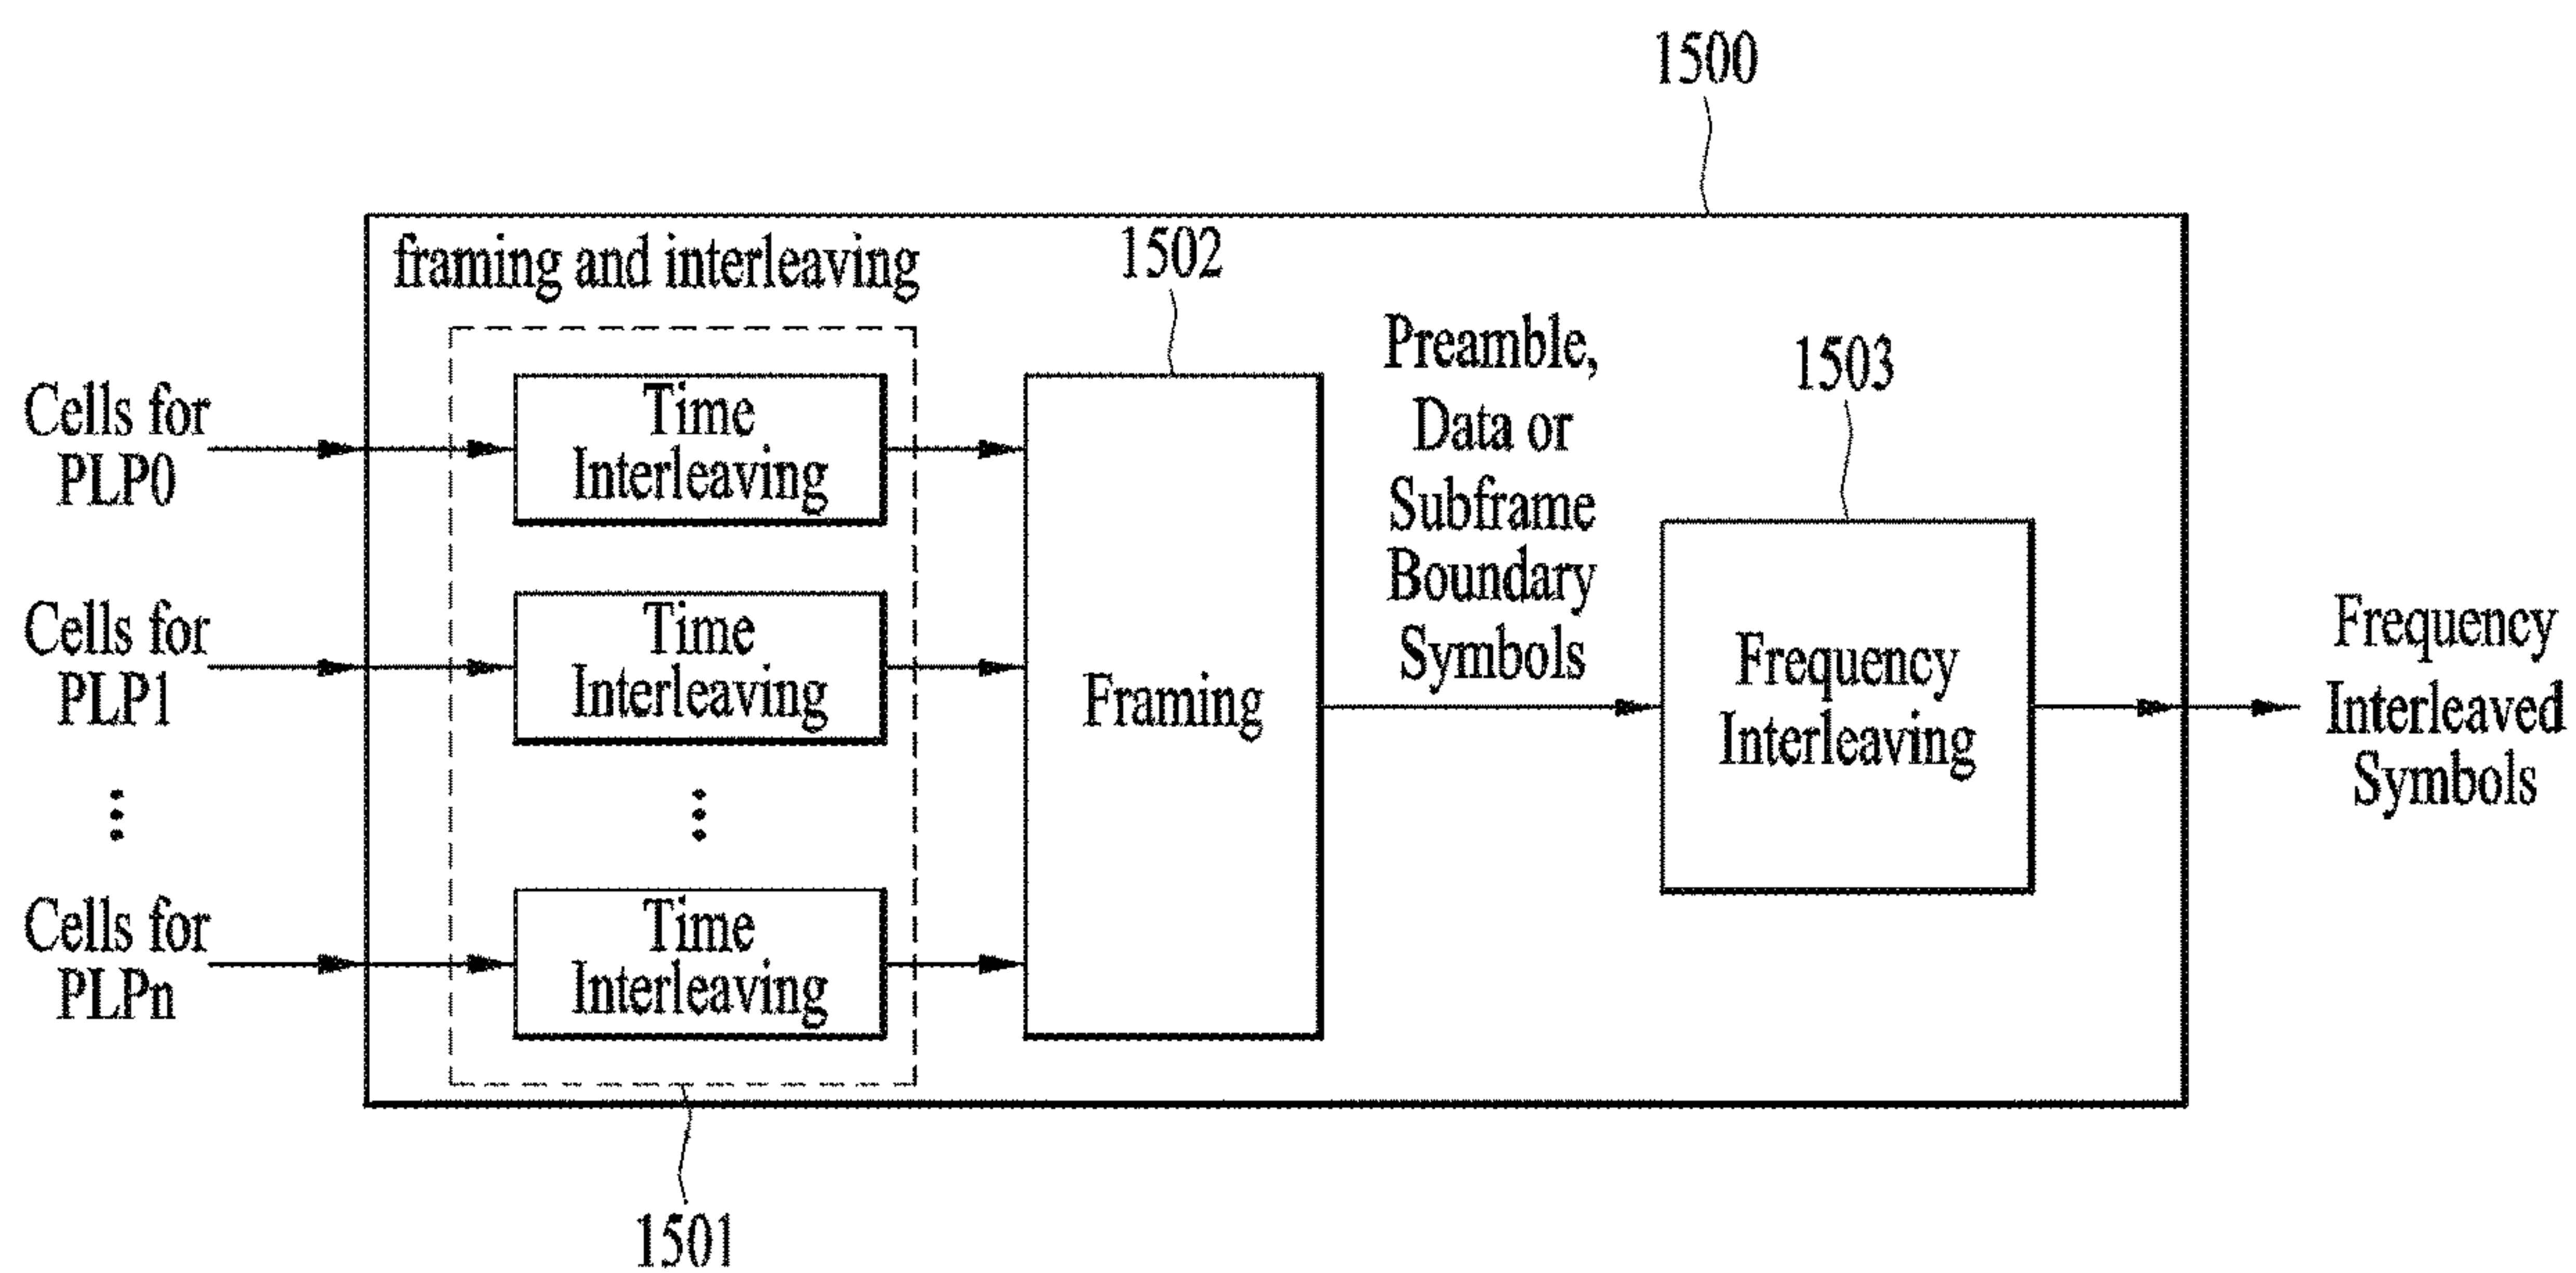 1500
framing and interleaving
1502
Preamble,
Data or
Subframe
Boundary
Symbols
1503
Cells for
PLP0
Time
Interleaving
Cells for
PLP1
Time
Interleaving
Framing
Frequency
Interleaving
Frequency
Interleaved
Symbols
Cells for
PLPn
Time
Interleaving
1501